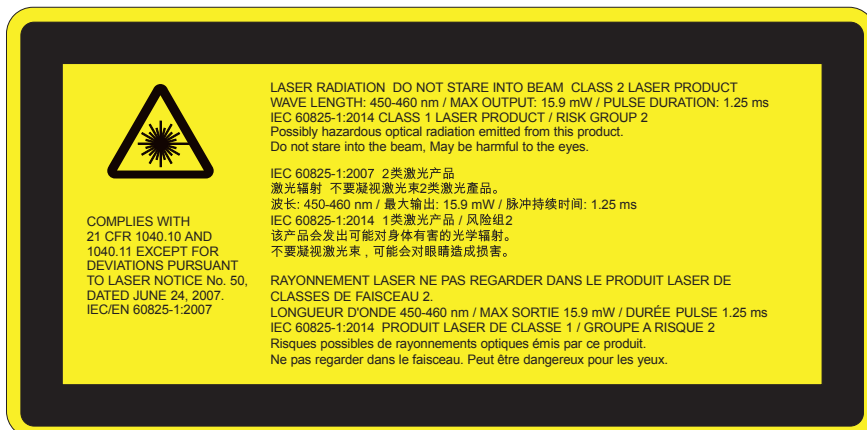 COMPLIES WITH
21 CFR 1040.10 AND
1040.11 EXCEPT FOR
DEVIATIONS PURSUANT
TO LASER NOTICE No. 50,
DATED JUNE 24, 2007.
IEC/EN 60825-1:2007
LASER RADIATION DO NOT STARE INTO BEAM CLASS 2 LASER PRODUCT
WAVE LENGTH: 450-460 nm / MAX OUTPUT: 15.9 mW / PULSE DURATION: 1.25 ms
IEC 60825-1:2014 CLASS 1 LASER PRODUCT / RISK GROUP 2
Possibly hazardous optical radiation emitted from this product.
Do not stare into the beam, May be harmful to the eyes.
IEC 60825-1:2007 2类激光产品
激光辐射 不要凝视激光束2类激光產品。
波长: 450-460 nm / 最大输出: 15.9 mW / 脉冲持续时间: 1.25 ms
IEC 60825-1:2014 1类激光产品 / 风险组2
该产品会发出可能对身体有害的光学辐射。
不要凝视激光束，可能会对眼睛造成损害。
RAYONNEMENT LASER NE PAS REGARDER DANS LE PRODUIT LASER DE
CLASSES DE FAISCEAU 2.
LONGUEUR D'ONDE 450-460 nm / MAX SORTIE 15.9 mW / DURÉE PULSE 1.25 ms
IEC 60825-1:2014 PRODUIT LASER DE CLASSE 1 / GROUPE A RISQUE 2
Risques possibles de rayonnements optiques émis par ce produit.
Ne pas regarder dans le faisceau. Peut être dangereux pour les yeux.